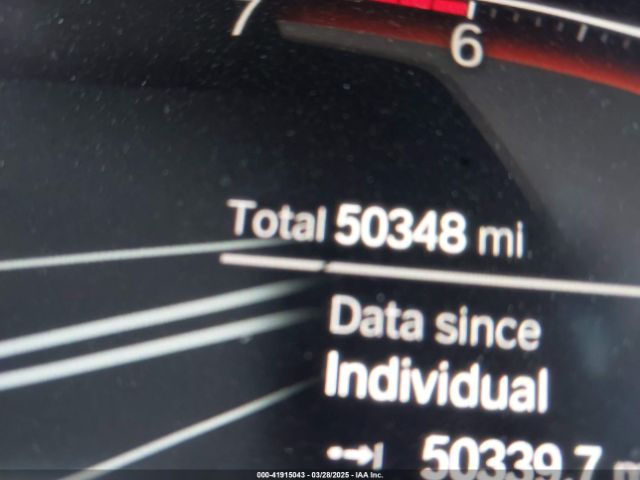 7
6
Total 50348 mi
Data since
Individual
50339.7 m
000-41915043 - 03/28/2025 - IAA Inc.